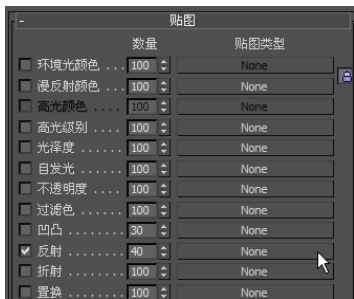 - 贴图
数量 贴图类型
环境光颜色 ... 100 None
漫反射颜色 ... 100 None
高光颜色 .... 100 None
高光级别 .... 100 None
光泽度 ...... 100 None
自发光 ...... 100 None
不透明度 .... 100 None
过滤色 ...... 100 None
凹凸 ........ 30 None
反射 ........ 40 None
折射 ........ 100 None
置换 ........ 100 None